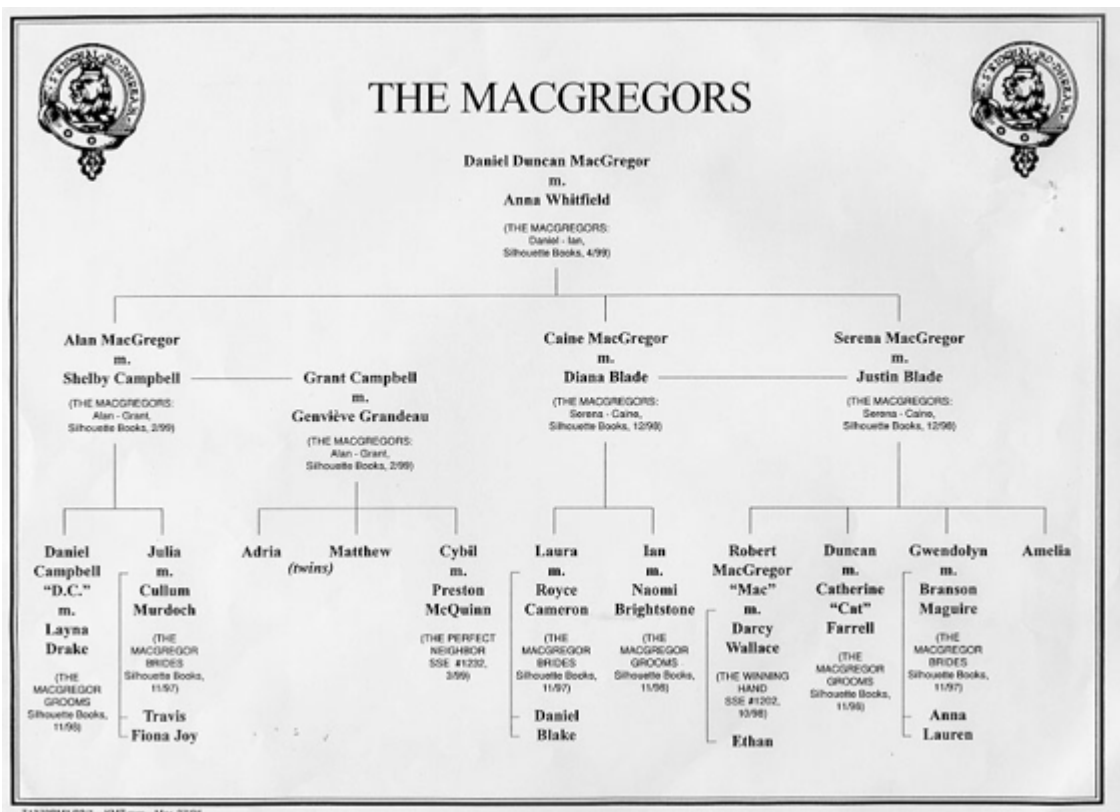 THE MACGREGORS
Daniel Duncan MacGregor
m.
Anna Whitfield
(THE MACGREGORS:
Daniel - Ian,
Silhouette Books, 4/99)
Alan MacGregor
m.
Shelby Campbell
(THE MACGREGORS:
Alan - Grant,
Silhouette Books, 2/99)
Grant Campbell
m.
Genviève Grandeau
(THE MACGREGORS:
Alan - Grant,
Silhouette Books, 2/99)
Caine MacGregor
m.
Diana Blade
(THE MACGREGORS:
Serena - Caine,
Silhouette Books, 12/98)
Serena MacGregor
m.
Justin Blade
(THE MACGREGORS:
Serena - Caine,
Silhouette Books, 12/98)
Daniel
Campbell
"D.C."
m.
Layna
Drake
(THE
MACGREGOR
GROOMS
Silhouette Books,
11/98)
Julia
m.
Cullum
Murdoch
(THE
MACGREGOR
BRIDES
Silhouette Books,
11/97)
Travis
Fiona Joy
Adria
Matthew
(twins)
Cybil
m.
Preston
McQuinn
(THE PERFECT
NEIGHBOR
SSE #1232,
3/99)
Laura
m.
Royce
Cameron
(THE
MACGREGOR
BRIDES
Silhouette Books,
11/97)
Daniel
Blake
Ian
m.
Naomi
Brightstone
(THE
MACGREGOR
GROOMS
Silhouette Books,
11/98)
Robert
MacGregor
"Mac"
m.
Darcy
Wallace
(THE WINNING
HAND
SSE #1202,
10/98)
Ethan
Duncan
m.
Catherine
"Cat"
Farrell
(THE
MACGREGOR
GROOMS
Silhouette Books,
11/98)
Gwendolyn
m.
Branson
Maguire
(THE
MACGREGOR
BRIDES
Silhouette Books,
11/97)
Anna
Lauren
Amelia